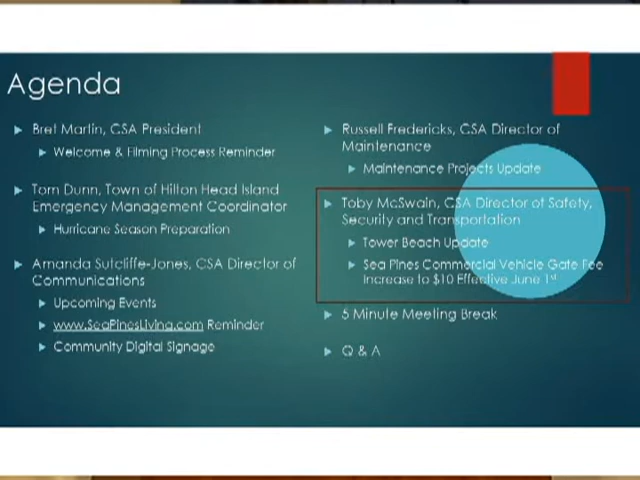 Agenda
Bret Martin, CSA President
Welcome & Filming Process Reminder
Tom Dunn, Town of Hilton Head Island
Emergency Management Coordinator
Hurricane Season Preparation
Amanda Sutcliffe-Jones, CSA Director of
Communications
Upcoming Events
www.SeaPinesLiving.com Reminder
Community Digital Signage
Russell Fredericks, CSA Director of
Maintenance
Maintenance Projects Update
Toby McSwain, CSA Director of Safety,
Security and Transportation
Tower Beach Update
Sea Pines Commercial Vehicle Gate Fee
Increase to $10 Effective June 1st
5 Minute Meeting Break
Q & A